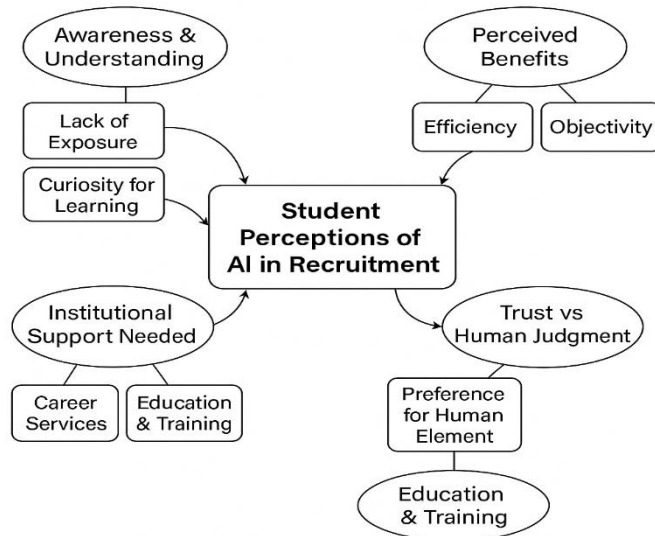 Awareness &
Understanding
Lack of
Exposure
Curiosity for
Learning
Perceived
Benefits
Efficiency
Objectivity
Student
Perceptions of
AI in Recruitment
Institutional
Support Needed
Career
Services
Education
& Training
Trust vs
Human Judgment
Preference
for Human
Element
Education
& Training